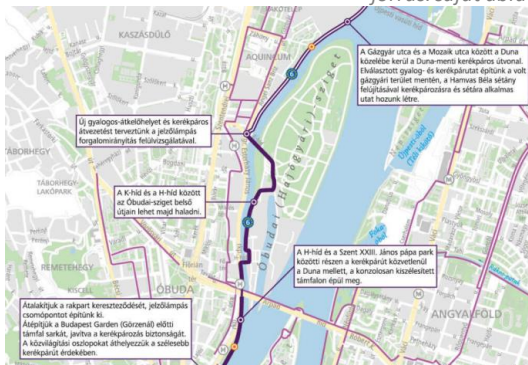 AQUINCUM
KASZÁSDŰLŐ
A Gázgyár utca és a Mozaik utca között a Duna
közelébe kerül a Duna-menti kerékpáros útvonal.
Elválasztott gyalog- és kerékpárutat építünk a volt
gázgyári terület mentén, a Hamvas Béla sétány
felújításával kerékpározásra és sétára alkalmas
utat hozunk létre.
6
Új gyalogos-átkelőhelyet és kerékpáros
átvezetést terveztünk a jelzőlámpás
forgalomirányítás felülvizsgálatával.
TÁBORHEGY
TÁBORHEGY-
LAKÓPARK
Óbudai (Hajógyári) sziget
A K-híd és a H-híd között
az Óbudai-sziget belső
útjain lehet majd haladni.
6
REMETEHEGY
KISCELL
ÓBUDA
A H-híd és a Szent XXIII. János pápa park
közötti részen a kerékpárút közvetlenül
a Duna mellett, a konzolosan kiszélesített
támfalon épül meg.
Átalakítjuk a rakpart kereszteződését, jelzőlámpás
csomópontot építünk ki.
Átépítjük a Budapest Garden (Görzenál) előtti
támfal sarkát, javítva a kerékpározás biztonságát.
A közvilágítási oszlopokat áthelyezzük a szélesebb
kerékpárút érdekében.
ANGYALFÖLD